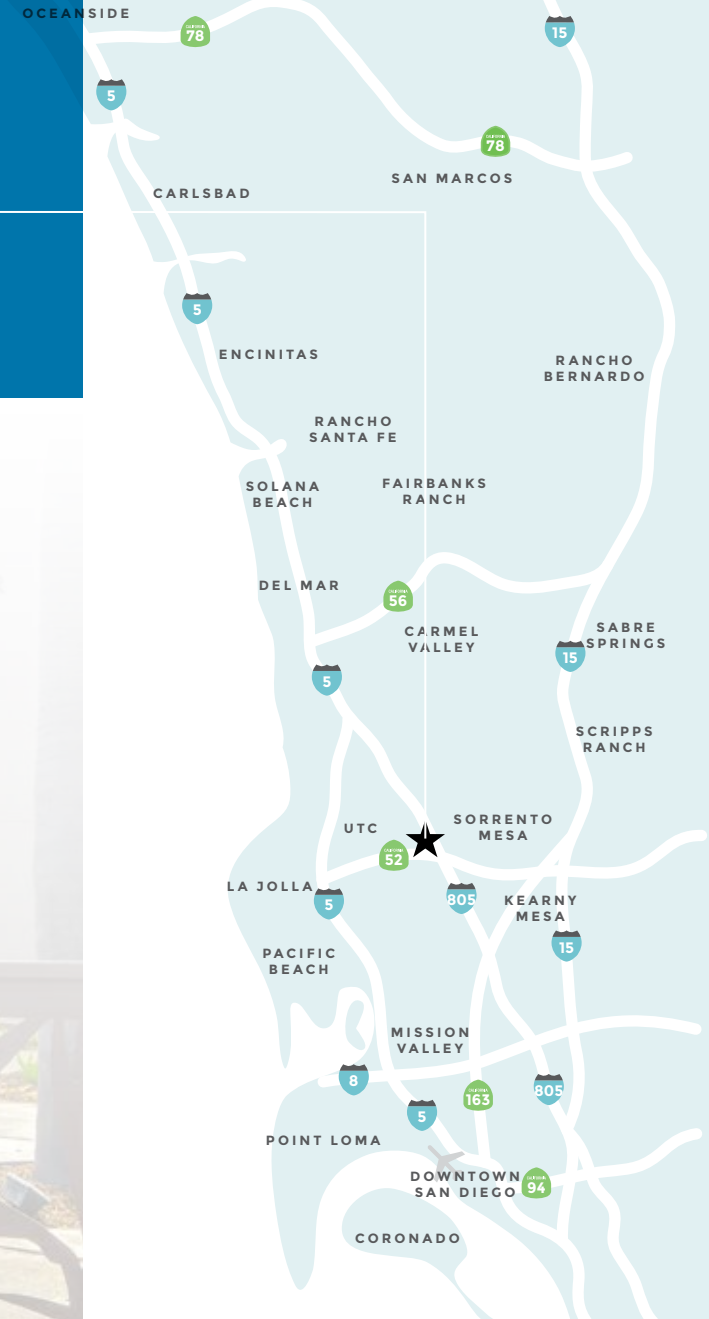 OCEANSIDE
78
15
5
78
SAN MARCOS
CARLSBAD
5
ENCINITAS
RANCHO
BERNARDO
RANCHO
SANTA FE
SOLANA
BEACH
FAIRBANKS
RANCH
DEL MAR
56
CARMEL
VALLEY
SABRE
SPRINGS
15
5
SCRIPPS
RANCH
UTC
SORRENTO
MESA
52
LA JOLLA
5
805
KEARNY
MESA
15
PACIFIC
BEACH
MISSION
VALLEY
8
163
805
5
POINT LOMA
DOWNTOWN
SAN DIEGO
94
CORONADO